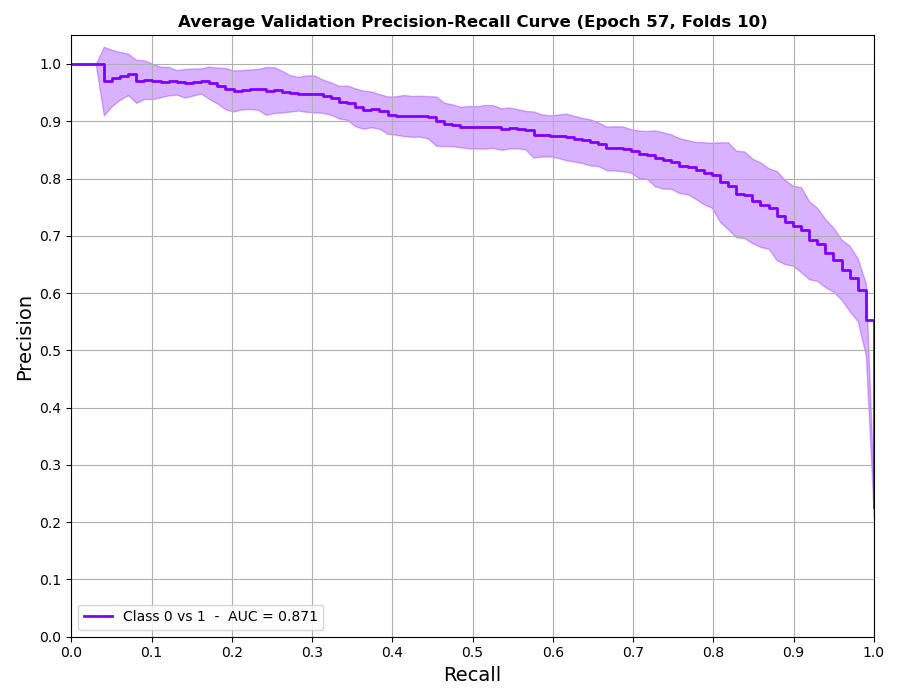 Average Validation Precision-Recall Curve (Epoch 57, Folds 10)
Precision
1.0
0.9
0.8
0.7
0.6
0.5
0.4
0.3
0.2
0.1
0.0
Class 0 vs 1 - AUC = 0.871
0.0 0.1 0.2 0.3 0.4 0.5 0.6 0.7 0.8 0.9 1.0
Recall